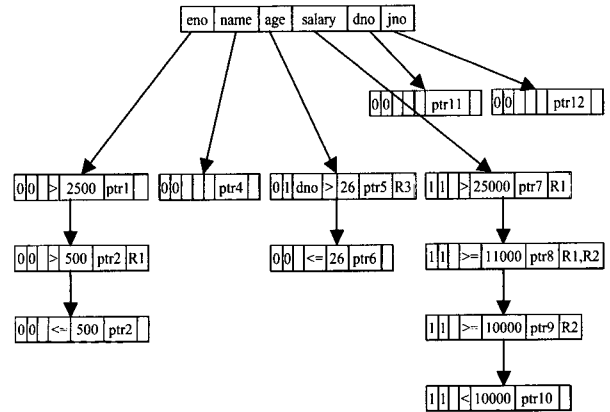 eno name age salary dno jno
0 0 ptr11
0 0 ptr12
0 0 > 2500 ptr1
0 0 ptr4
0 1 dno > 26 ptr5 R3
1 1 > 25000 ptr7 R1
0 0 > 500 ptr2 R1
0 0 <= 26 ptr6
1 1 >= 11000 ptr8 R1,R2
0 0 <= 500 ptr2
1 1 >= 10000 ptr9 R2
1 1 < 10000 ptr10